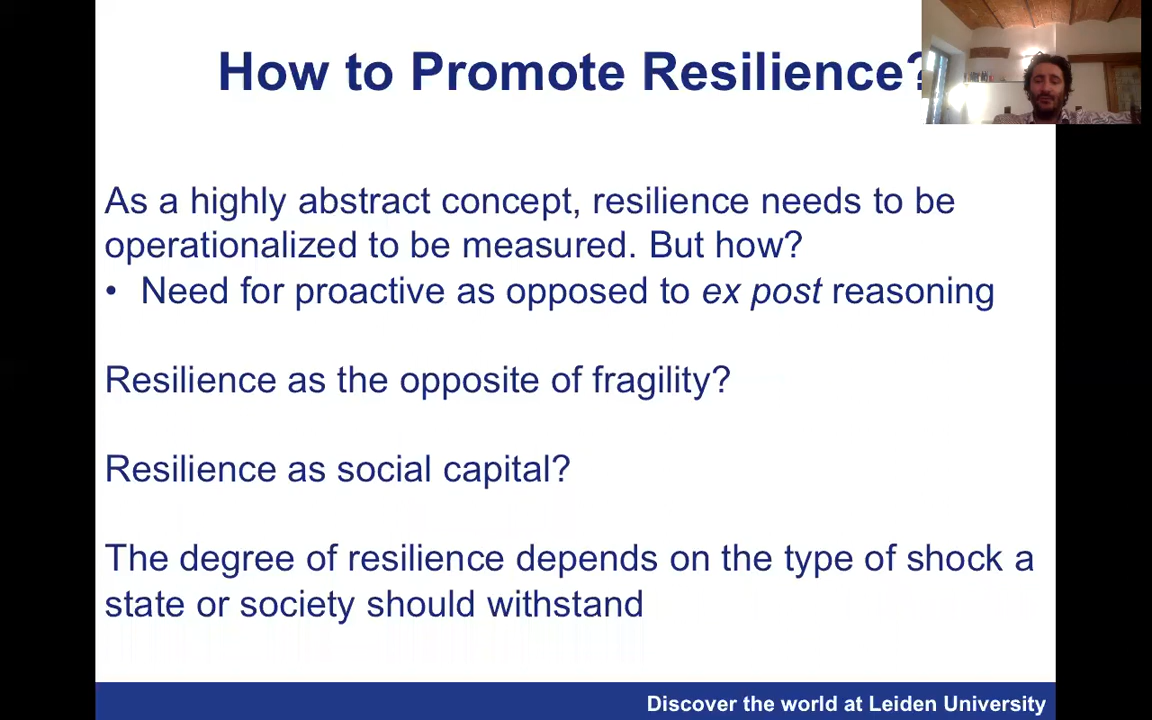 How to Promote Resilience?
As a highly abstract concept, resilience needs to be
operationalized to be measured. But how?
• Need for proactive as opposed to ex post reasoning
Resilience as the opposite of fragility?
Resilience as social capital?
The degree of resilience depends on the type of shock a
state or society should withstand
Discover the world at Leiden University